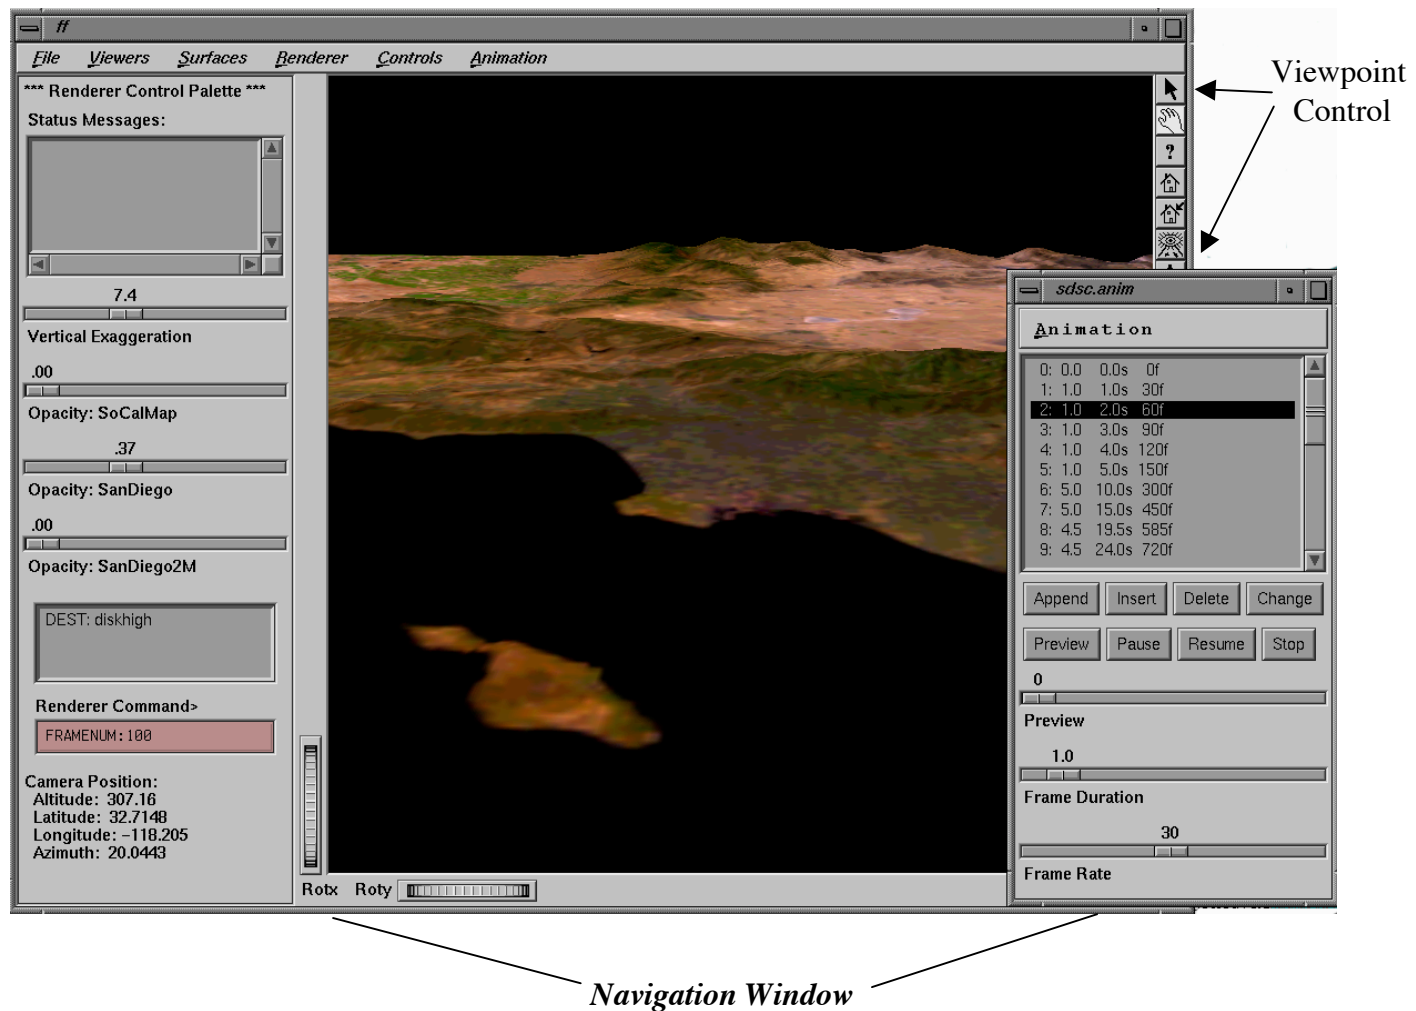 ff
File Viewers Surfaces Renderer Controls Animation
*** Renderer Control Palette ***
Status Messages:
7.4
Vertical Exaggeration
.00
Opacity: SoCalMap
.37
Opacity: SanDiego
.00
Opacity: SanDiego2M
DEST: diskhigh
Renderer Command>
FRAMENUM:100
Camera Position:
Altitude: 307.16
Latitude: 32.7148
Longitude: -118.205
Azimuth: 20.0443
Rotx Roty
?
Viewpoint
Control
sdsc.anim
Animation
0: 0.0 0.0s 0f
1: 1.0 1.0s 30f
2: 1.0 2.0s 60f
3: 1.0 3.0s 90f
4: 1.0 4.0s 120f
5: 1.0 5.0s 150f
6: 5.0 10.0s 300f
7: 5.0 15.0s 450f
8: 4.5 19.5s 585f
9: 4.5 24.0s 720f
Append Insert Delete Change
Preview Pause Resume Stop
0
Preview
1.0
Frame Duration
30
Frame Rate
Navigation Window